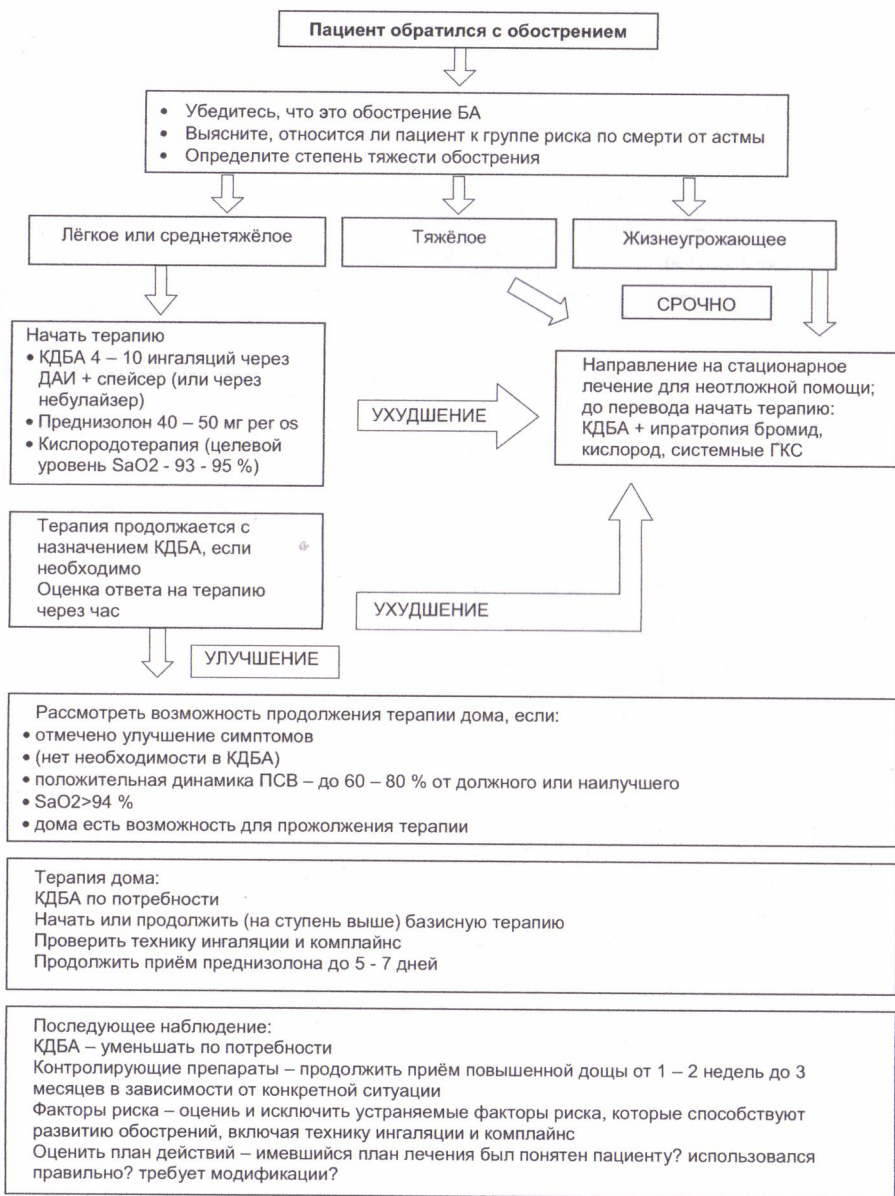 Пациент обратился с обострением
• Убедитесь, что это обострение БА
• Выясните, относится ли пациент к группе риска по смерти от астмы
• Определите степень тяжести обострения
Лёгкое или среднетяжёлое
Тяжёлое
Жизнеугрожающее
СРОЧНО
Начать терапию
• КДБА 4 – 10 ингаляций через
ДАИ + спейсер (или через
небулайзер)
• Преднизолон 40 – 50 мг per os
• Кислородотерапия (целевой
уровень SaO2 - 93 - 95 %)
УХУДШЕНИЕ
Направление на стационарное
лечение для неотложной помощи;
до перевода начать терапию:
КДБА + ипратропия бромид,
кислород, системные ГКС
Терапия продолжается с
назначением КДБА, если
необходимо
Оценка ответа на терапию
через час
УХУДШЕНИЕ
УЛУЧШЕНИЕ
Рассмотреть возможность продолжения терапии дома, если:
• отмечено улучшение симптомов
• (нет необходимости в КДБА)
• положительная динамика ПСВ – до 60 – 80 % от должного или наилучшего
• SaO2>94 %
• дома есть возможность для прожолжения терапии
Терапия дома:
КДБА по потребности
Начать или продолжить (на ступень выше) базисную терапию
Проверить технику ингаляции и комплайнс
Продолжить приём преднизолона до 5 - 7 дней
Последующее наблюдение:
КДБА – уменьшать по потребности
Контролирующие препараты – продолжить приём повышенной дощы от 1 – 2 недель до 3
месяцев в зависимости от конкретной ситуации
Факторы риска – оцениь и исключить устраняемые факторы риска, которые способствуют
развитию обострений, включая технику ингаляции и комплайнс
Оценить план действий – имевшийся план лечения был понятен пациенту? использовался
правильно? требует модификации?